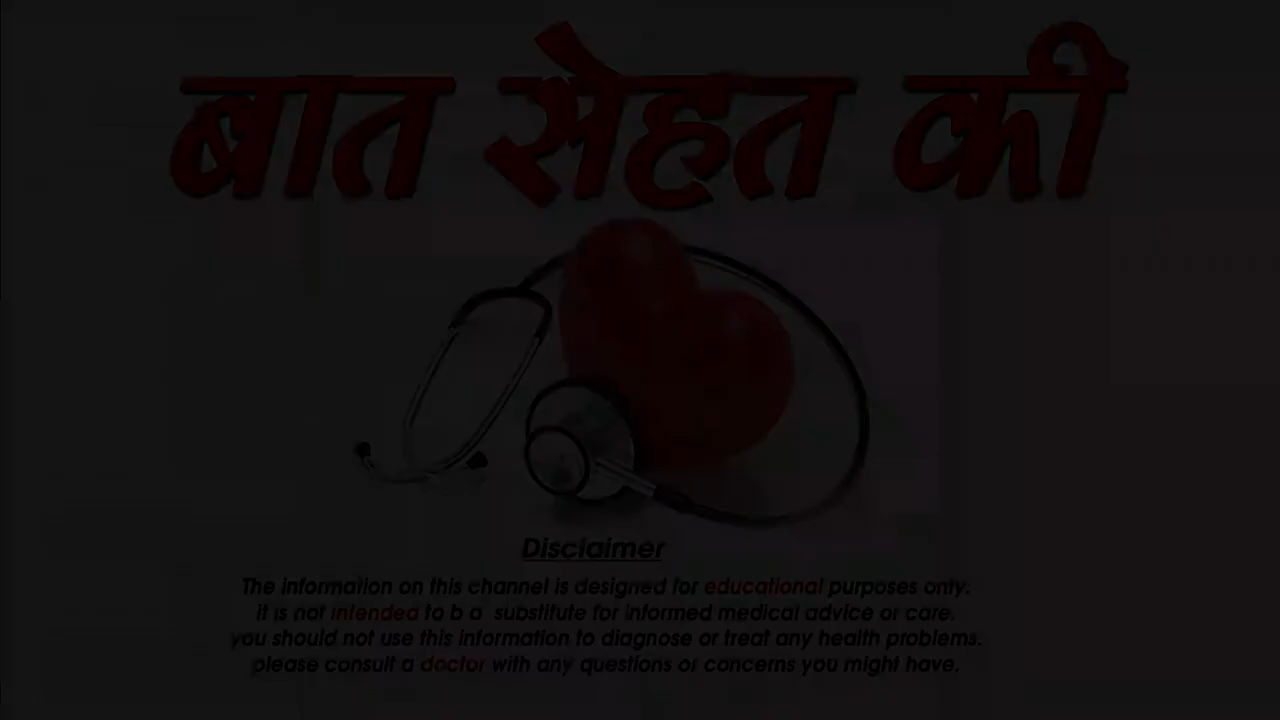 बात सेहत की
Disclaimer
The information on this channel is designed for educational purposes only.
it is not intended to b a substitute for informed medical advice or care.
you should not use this information to diagnose or treat any health problems.
please consult a doctor with any questions or concerns you might have.